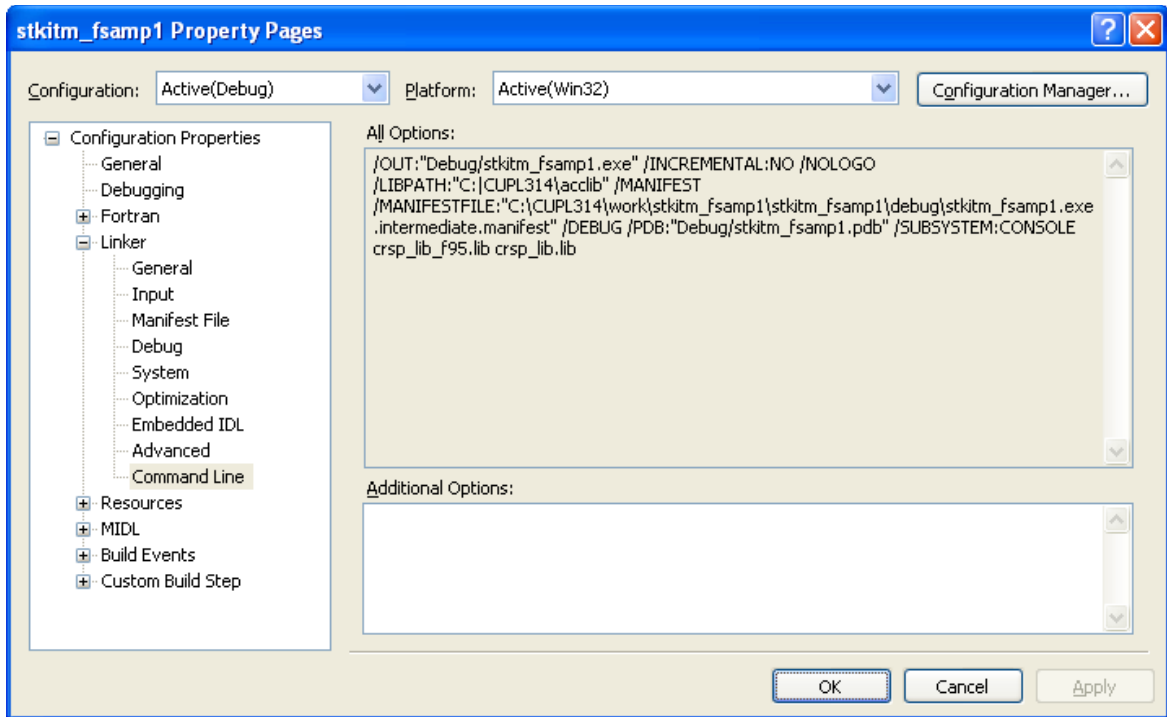 stkitm_fsamp1 Property Pages
Configuration: Active(Debug) Platform: Active(Win32) Configuration Manager...
Configuration Properties
General
Debugging
Fortran
Linker
General
Input
Manifest File
Debug
System
Optimization
Embedded IDL
Advanced
Command Line
Resources
MIDL
Build Events
Custom Build Step
All Options:
/OUT:"Debug/stkitm_fsamp1.exe" /INCREMENTAL:NO /NOLOGO
/LIBPATH:"C:|CUPL314\acclib" /MANIFEST
/MANIFESTFILE:"C:\CUPL314\work\stkitm_fsamp1\stkitm_fsamp1\debug\stkitm_fsamp1.exe
.intermediate.manifest" /DEBUG /PDB:"Debug/stkitm_fsamp1.pdb" /SUBSYSTEM:CONSOLE
crsp_lib_f95.lib crsp_lib.lib
Additional Options:
OK Cancel Apply